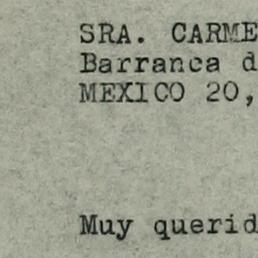 SRA. CARME
Barranca d
MEXICO 20,
Muy querid